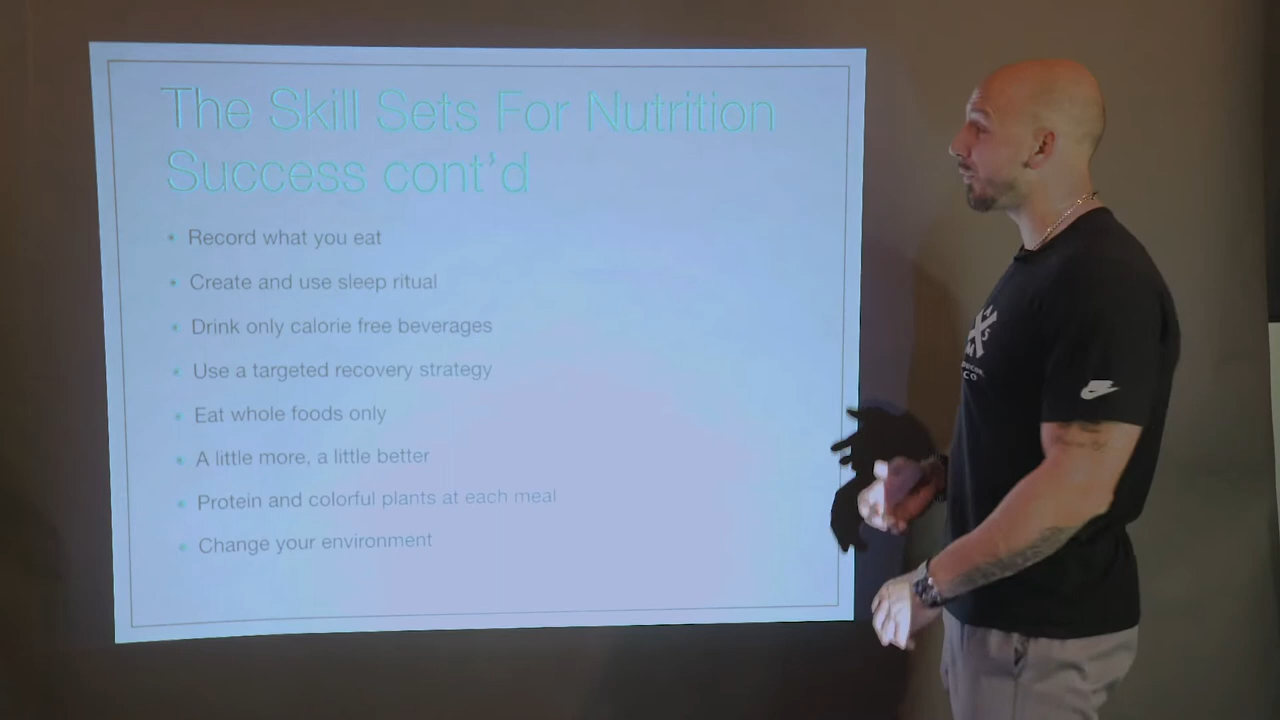 The Skill Sets For Nutrition
Success cont'd
Record what you eat
Create and use sleep ritual
Drink only calorie free beverages
Use a targeted recovery strategy
Eat whole foods only
A little more, a little better
Protein and colorful plants at each meal
Change your environment